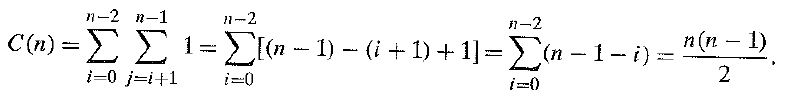 C(n) = \sum_{i=0}^{n-2} \sum_{j=i+1}^{n-1} 1 = \sum_{i=0}^{n-2} [(n - 1) - (i + 1) + 1] = \sum_{i=0}^{n-2} (n - 1 - i) = \frac{n(n - 1)}{2}.